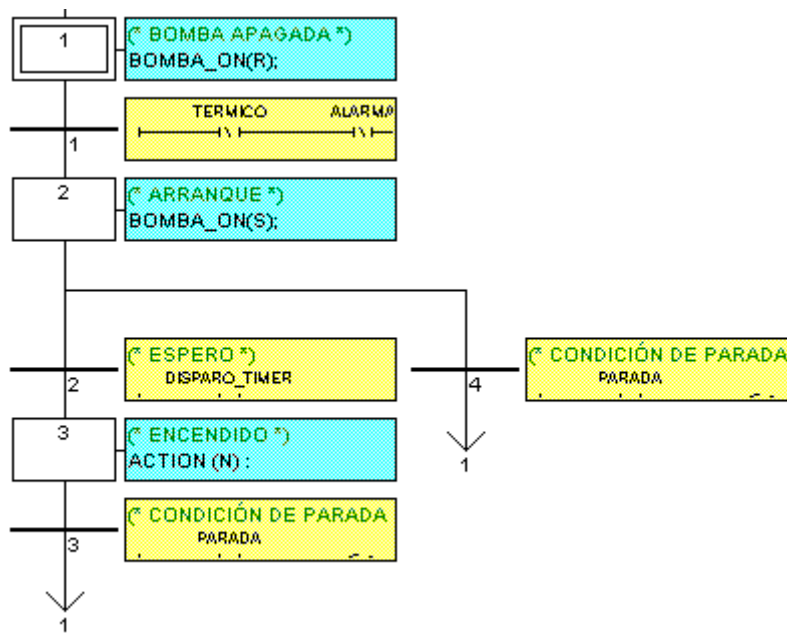 1
(* BOMBA APAGADA *)
BOMBA_ON(R);
TERMICO ALARMA
1
2
(* ARRANQUE *)
BOMBA_ON(S);
(* ESPERO *)
DISPARO_TIMER
2
(* CONDICIÓN DE PARADA
PARADA
4
3
(* ENCENDIDO *)
ACTION (N) :
1
(* CONDICIÓN DE PARADA
PARADA
3
1